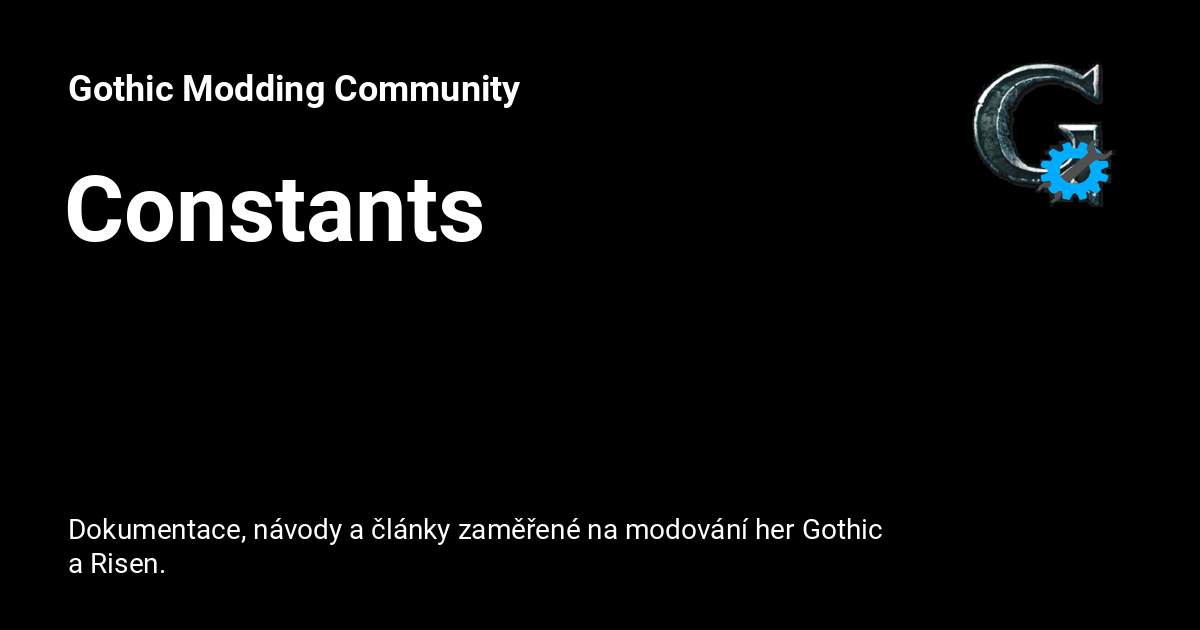 Gothic Modding Community
Constants
Dokumentace, návody a články zaměřené na modování her Gothic
a Risen.